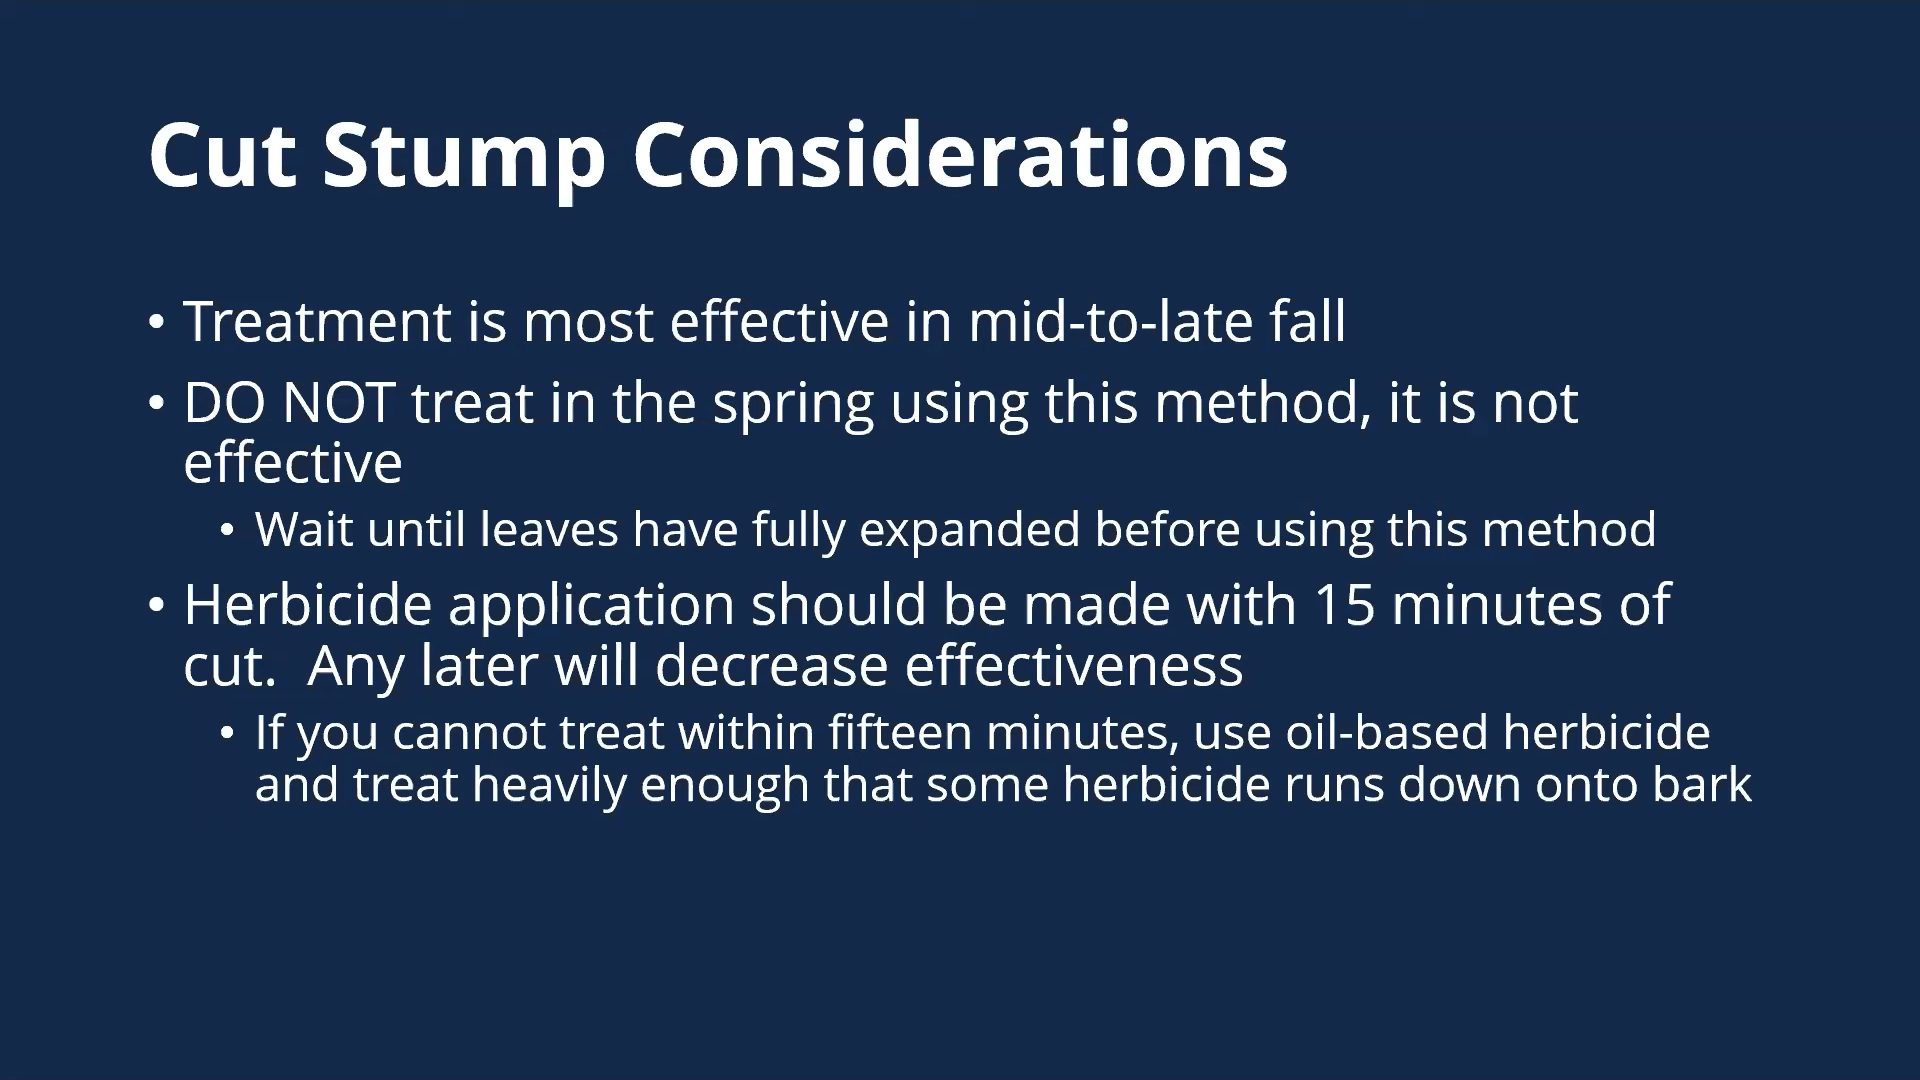 Cut Stump Considerations
• Treatment is most effective in mid-to-late fall
• DO NOT treat in the spring using this method, it is not
effective
• Wait until leaves have fully expanded before using this method
• Herbicide application should be made with 15 minutes of
cut.  Any later will decrease effectiveness
• If you cannot treat within fifteen minutes, use oil-based herbicide
and treat heavily enough that some herbicide runs down onto bark